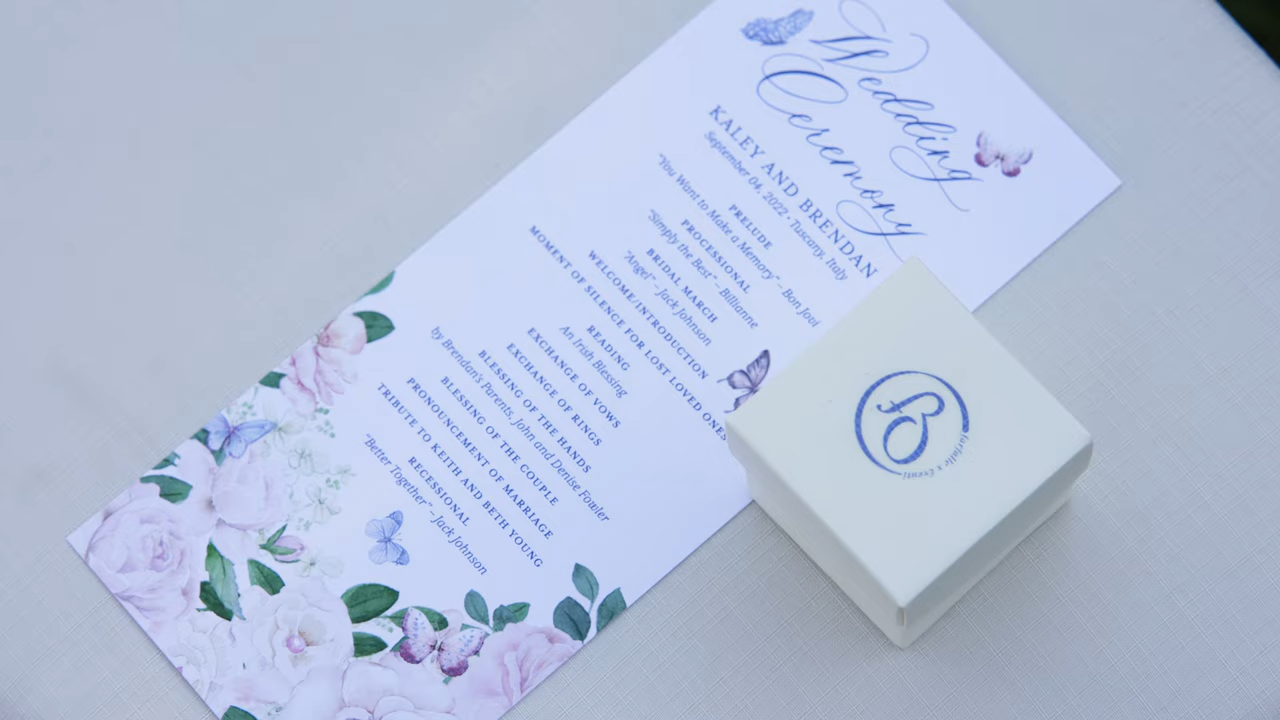 Wedding
Ceremony
KALEY AND BRENDAN
September 04, 2022 • Tuscany, Italy
PRELUDE
"You Want to Make a Memory" – Bon Jovi
PROCESSIONAL
"Simply the Best" – Billianne
BRIDAL MARCH
"Angel" – Jack Johnson
WELCOME/INTRODUCTION
MOMENT OF SILENCE FOR LOST LOVED ONES
READING
An Irish Blessing
EXCHANGE OF VOWS
EXCHANGE OF RINGS
BLESSING OF THE HANDS
by Brendan's Parents, John and Denise Fowler
BLESSING OF THE COUPLE
PRONOUNCEMENT OF MARRIAGE
TRIBUTE TO KEITH AND BETH YOUNG
RECESSIONAL
"Better Together" – Jack Johnson
farfalle x Eventi